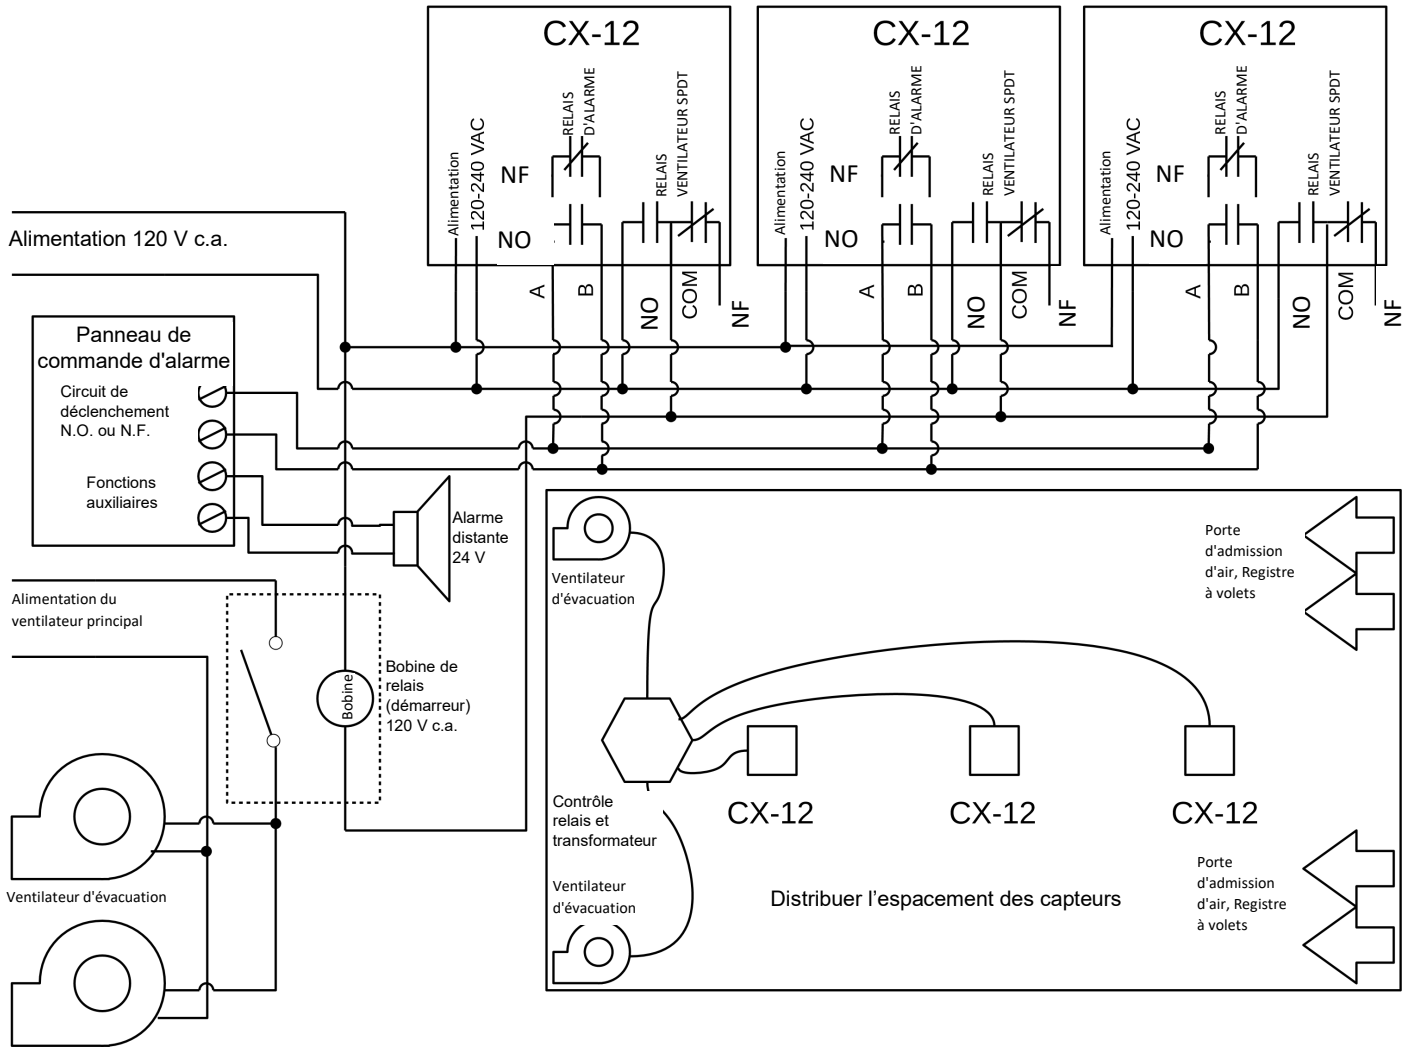 CX-12
CX-12
CX-12
Alimentation
120-240 VAC
NF
NO
RELAIS
D'ALARME
RELAIS
VENTILATEUR SPDT
Alimentation
120-240 VAC
NF
NO
RELAIS
D'ALARME
RELAIS
VENTILATEUR SPDT
Alimentation
120-240 VAC
NF
NO
RELAIS
D'ALARME
RELAIS
VENTILATEUR SPDT
A
B
NO
COM
NF
A
B
NO
COM
NF
A
B
NO
COM
NF
Alimentation 120 V c.a.
Panneau de
commande d'alarme
Circuit de
déclenchement
N.O. ou N.F.
Fonctions
auxiliaires
Alarme
distante
24 V
Alimentation du
ventilateur principal
Bobine
Bobine de
relais
(démarreur)
120 V c.a.
Ventilateur d'évacuation
Ventilateur
d'évacuation
Porte
d'admission
d'air, Registre
à volets
Contrôle
relais et
transformateur
CX-12
CX-12
CX-12
Ventilateur
d'évacuation
Distribuer l’espacement des capteurs
Porte
d'admission
d'air, Registre
à volets